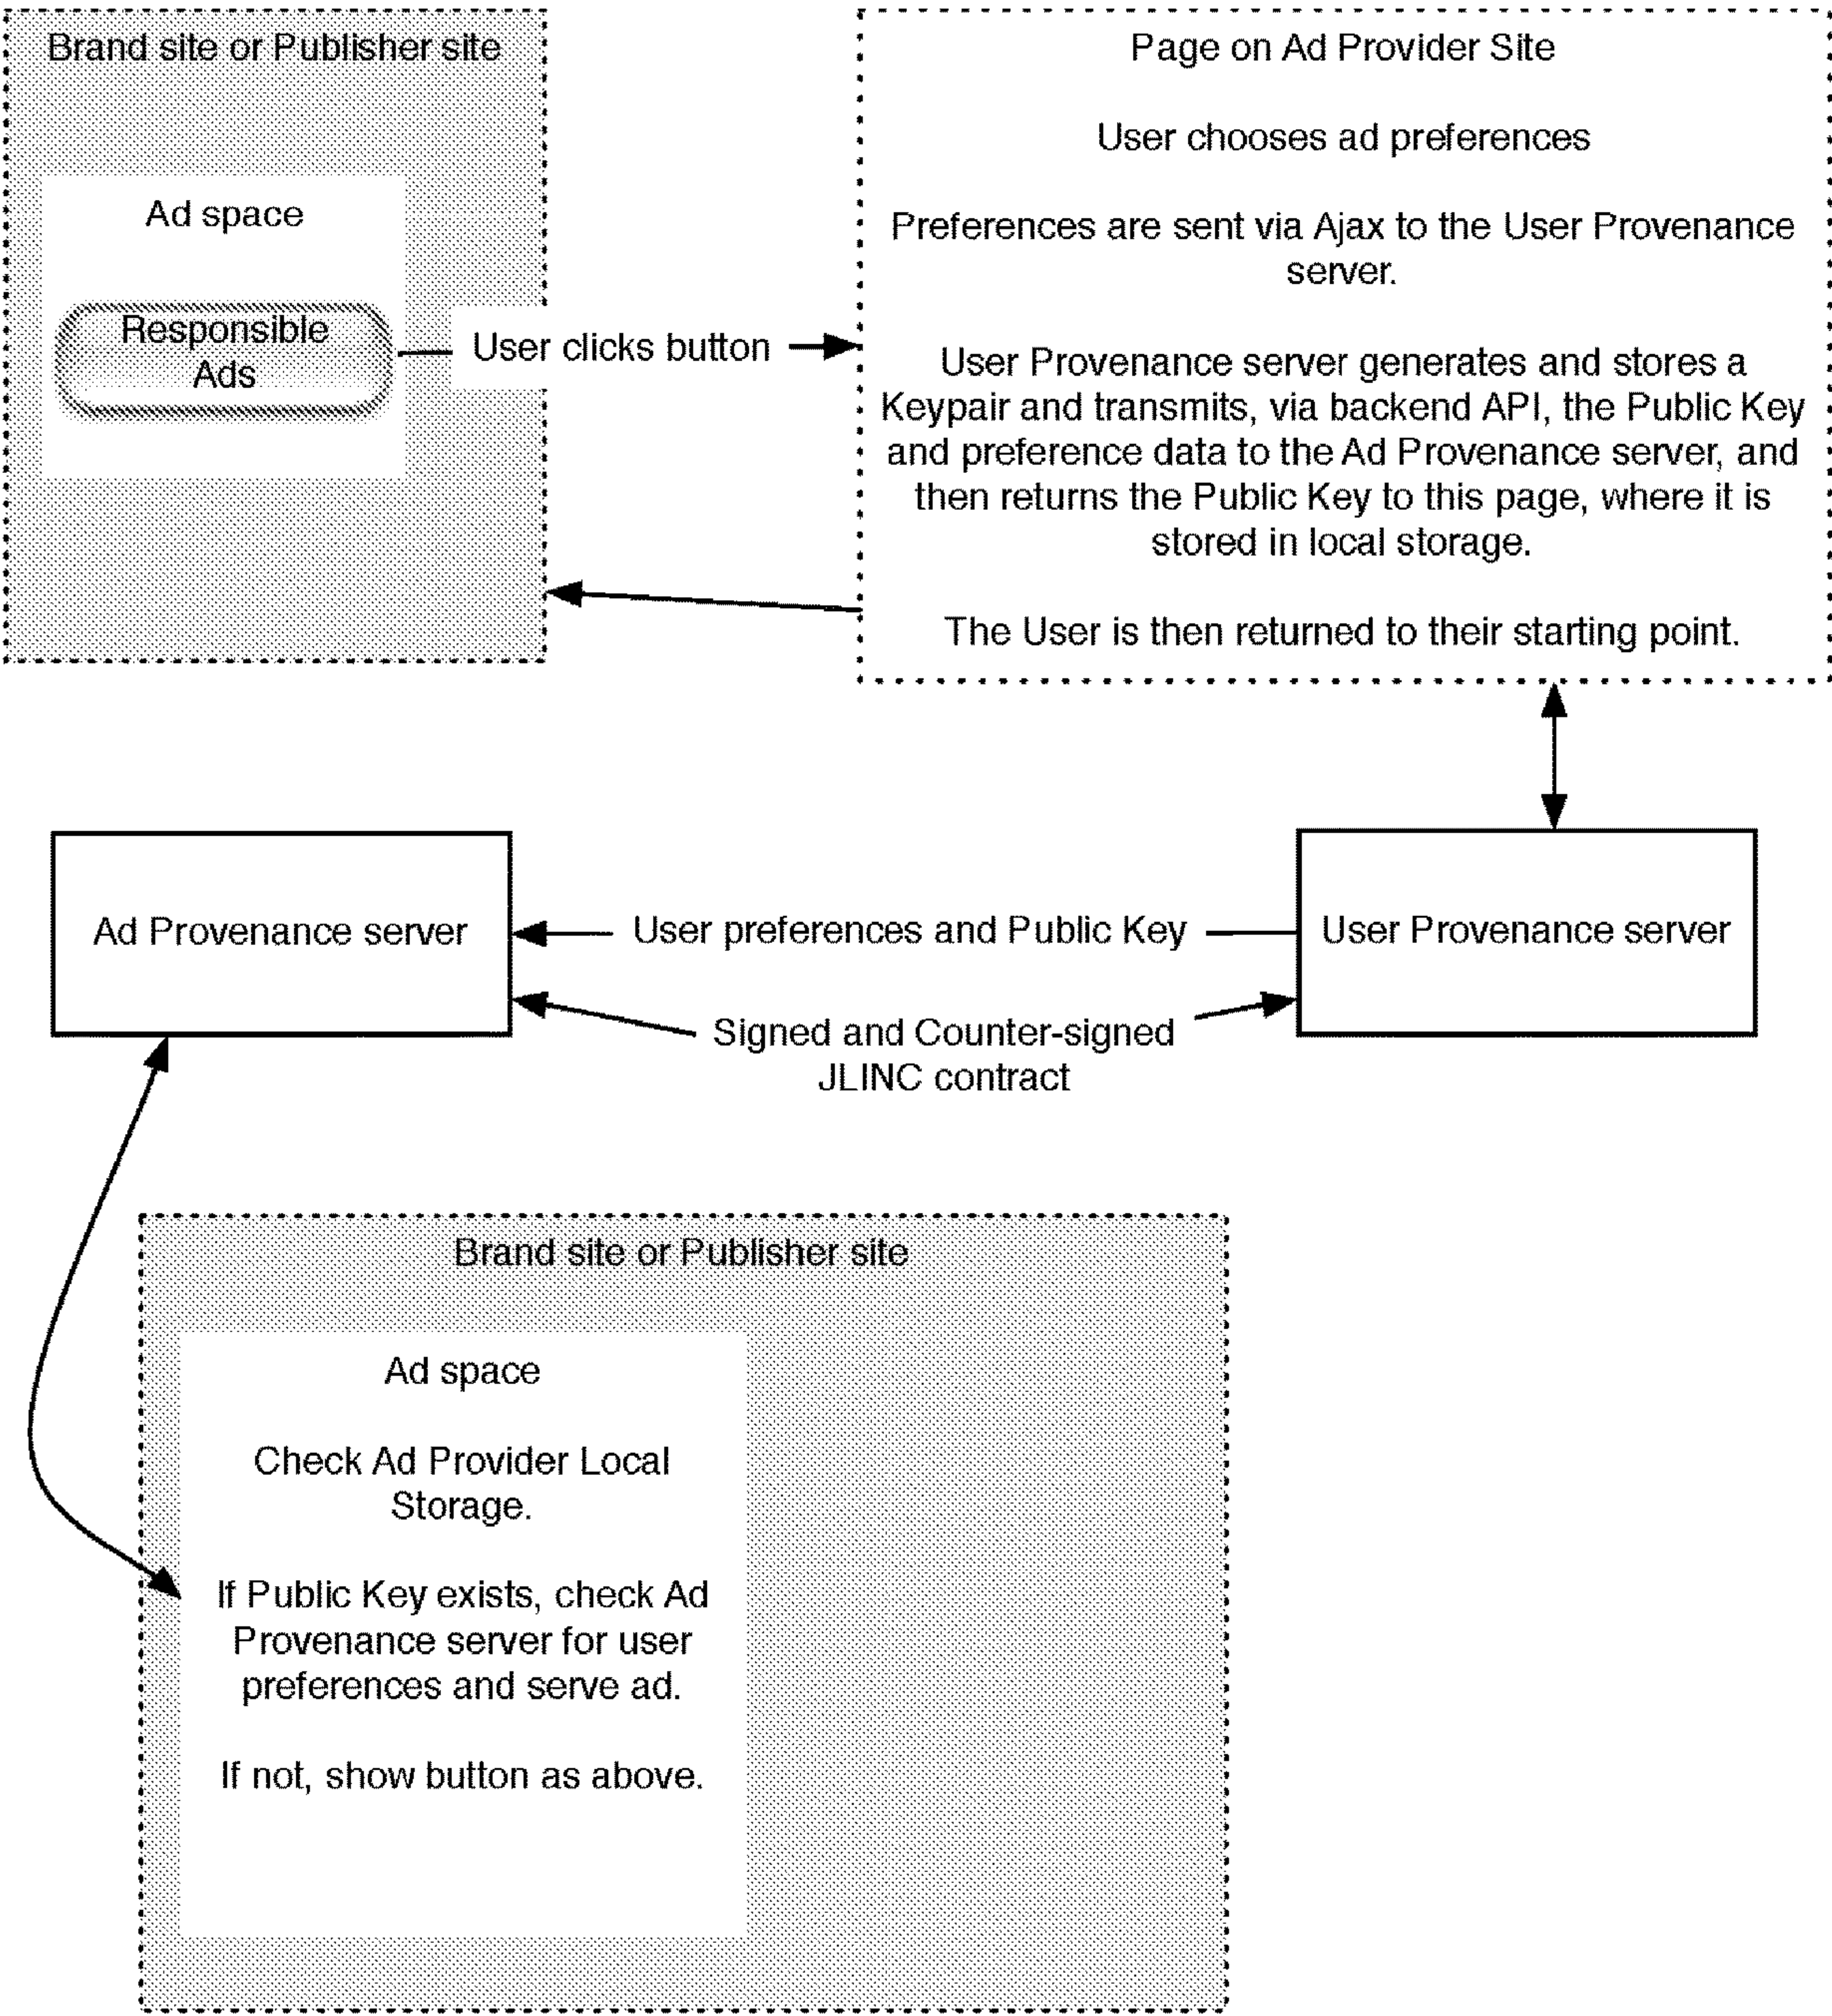 Brand site or Publisher site
Ad space
Responsible
Ads
User clicks button
Page on Ad Provider Site
User chooses ad preferences
Preferences are sent via Ajax to the User Provenance
server.
User Provenance server generates and stores a
Keypair and transmits, via backend API, the Public Key
and preference data to the Ad Provenance server, and
then returns the Public Key to this page, where it is
stored in local storage.
The User is then returned to their starting point.
Ad Provenance server
User preferences and Public Key
User Provenance server
Signed and Counter-signed
JLINC contract
Brand site or Publisher site
Ad space
Check Ad Provider Local
Storage.
If Public Key exists, check Ad
Provenance server for user
preferences and serve ad.
If not, show button as above.